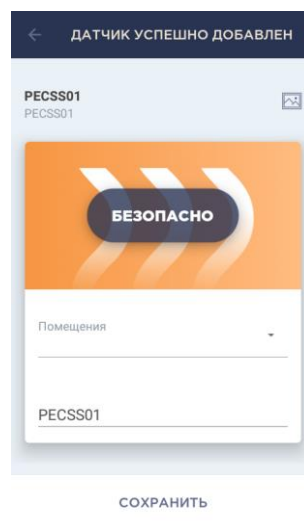 ДАТЧИК УСПЕШНО ДОБАВЛЕН
PECSS01
PECSS01
БЕЗОПАСНО
Помещения
PECSS01
СОХРАНИТЬ